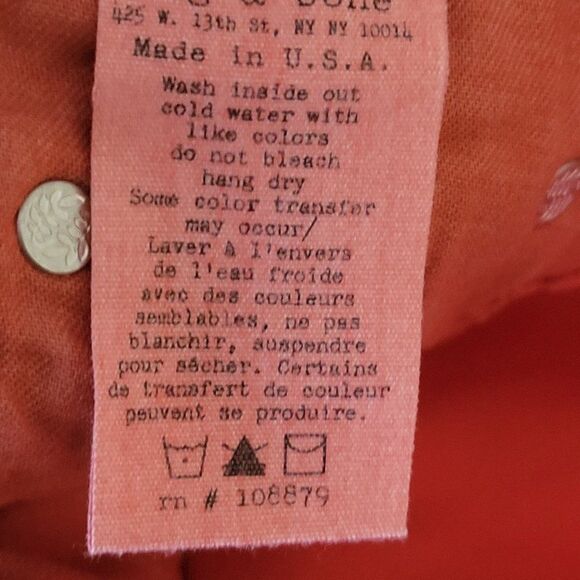 & bone
425 W. 13th St, NY NY 10014
Made in U.S.A.
Wash inside out
cold water with
like colors
do not bleach
hang dry
Some color transfer
may occur/
Laver à l'envers
de l'eau froide
avec des couleurs
semblables, ne pas
blanchir, suspendre
pour sécher. Certains
de transfert de couleur
peuvent se produire.
rn # 108879